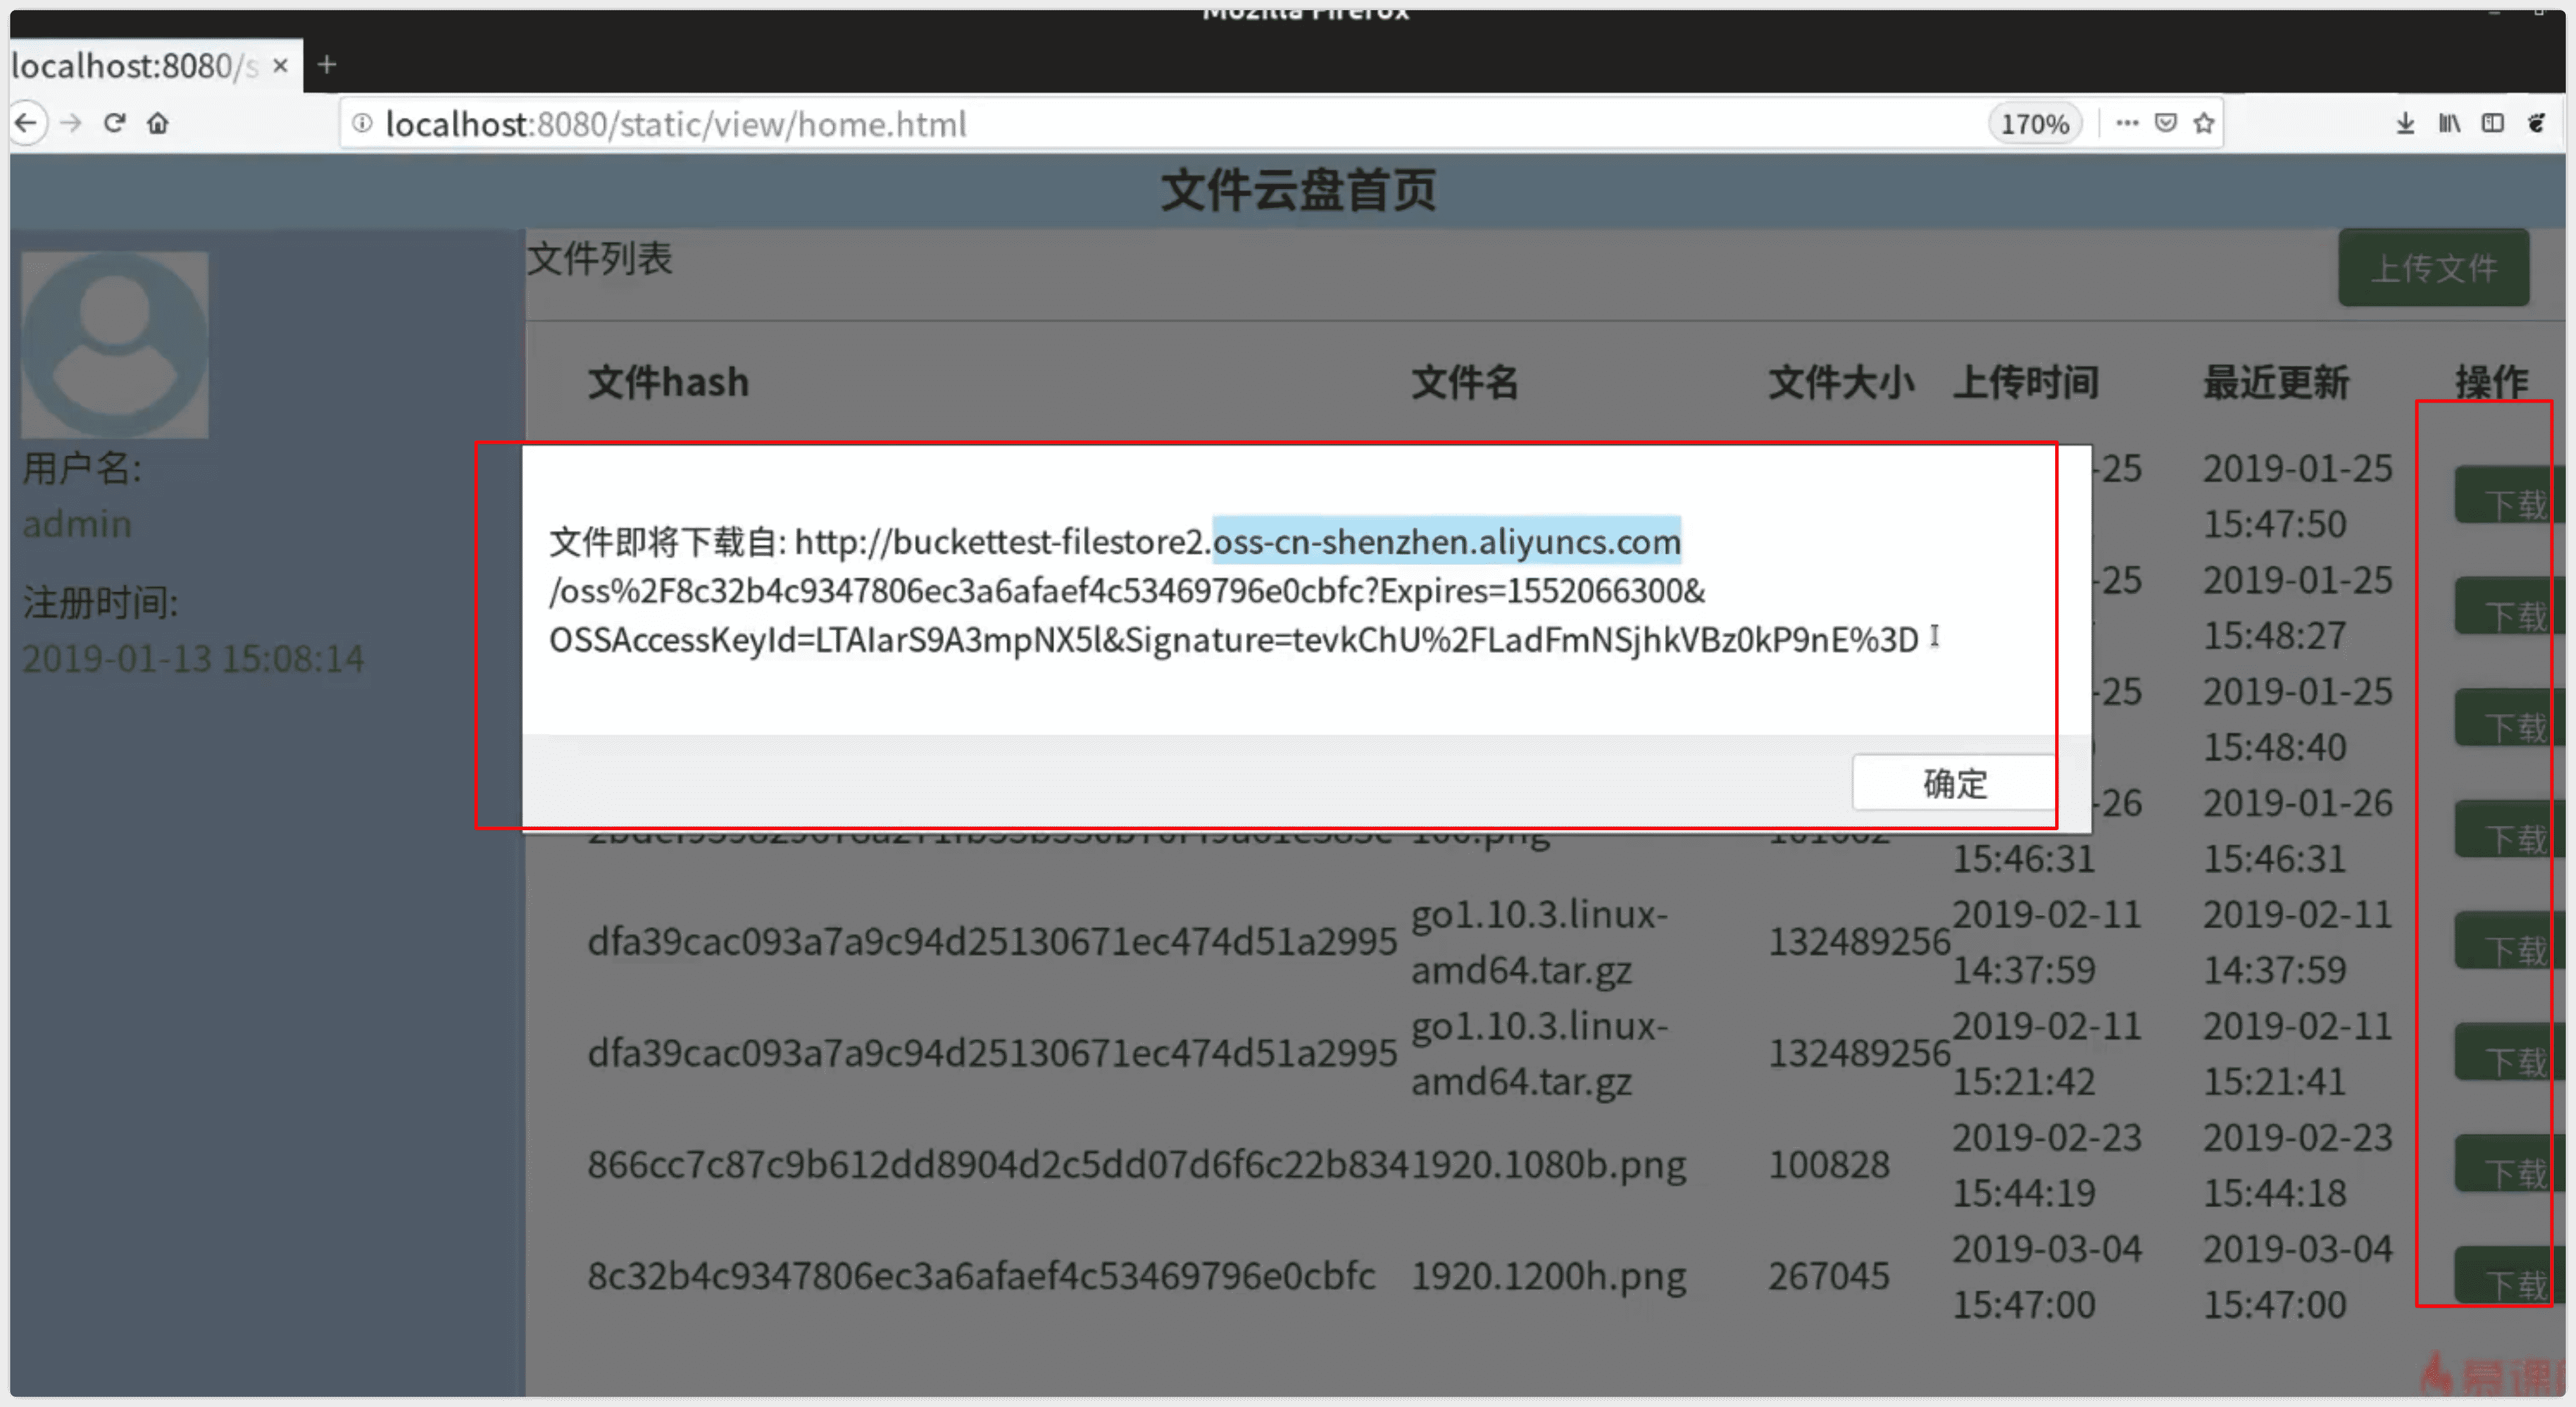 Mozilla Firefox
localhost:8080/s
localhost:8080/static/view/home.html
170%
文件云盘首页
文件列表
上传文件
用户名:
admin
注册时间:
2019-01-13 15:08:14
文件hash 文件名 文件大小 上传时间 最近更新 操作
文件即将下载自: http://buckettest-filestore2.oss-cn-shenzhen.aliyuncs.com
/oss%2F8c32b4c9347806ec3a6afaef4c53469796e0cbfc?Expires=1552066300&
OSSAccessKeyId=LTAIarS9A3mpNX5l&Signature=tevkChU%2FLadFmNSjhkVBz0kP9nE%3D
确定
-25 2019-01-25
15:47:50
下载
-25 2019-01-25
15:48:27
下载
-25 2019-01-25
15:48:40
下载
-26 2019-01-26
15:46:31 15:46:31
下载
dfa39cac093a7a9c94d25130671ec474d51a2995
go1.10.3.linux-
amd64.tar.gz
132489256
2019-02-11
14:37:59
2019-02-11
14:37:59
下载
dfa39cac093a7a9c94d25130671ec474d51a2995
go1.10.3.linux-
amd64.tar.gz
132489256
2019-02-11
15:21:42
2019-02-11
15:21:41
下载
866cc7c87c9b612dd8904d2c5dd07d6f6c22b834
1920.1080b.png
100828
2019-02-23
15:44:19
2019-02-23
15:44:18
下载
8c32b4c9347806ec3a6afaef4c53469796e0cbfc
1920.1200h.png
267045
2019-03-04
15:47:00
2019-03-04
15:47:00
下载
慕课